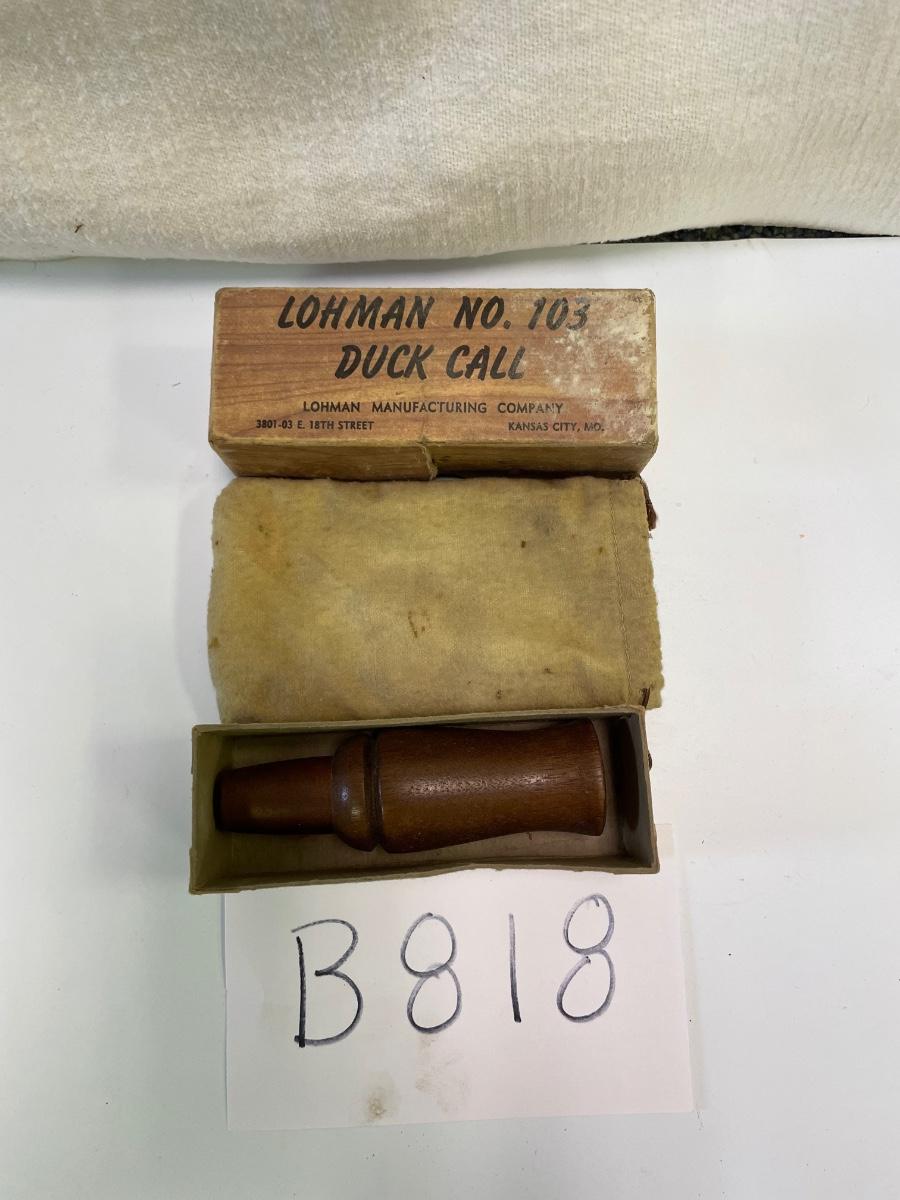 LOHMAN NO. 103
DUCK CALL
LOHMAN MANUFACTURING COMPANY
3801-03 E. 18TH STREET KANSAS CITY, MO.
B818